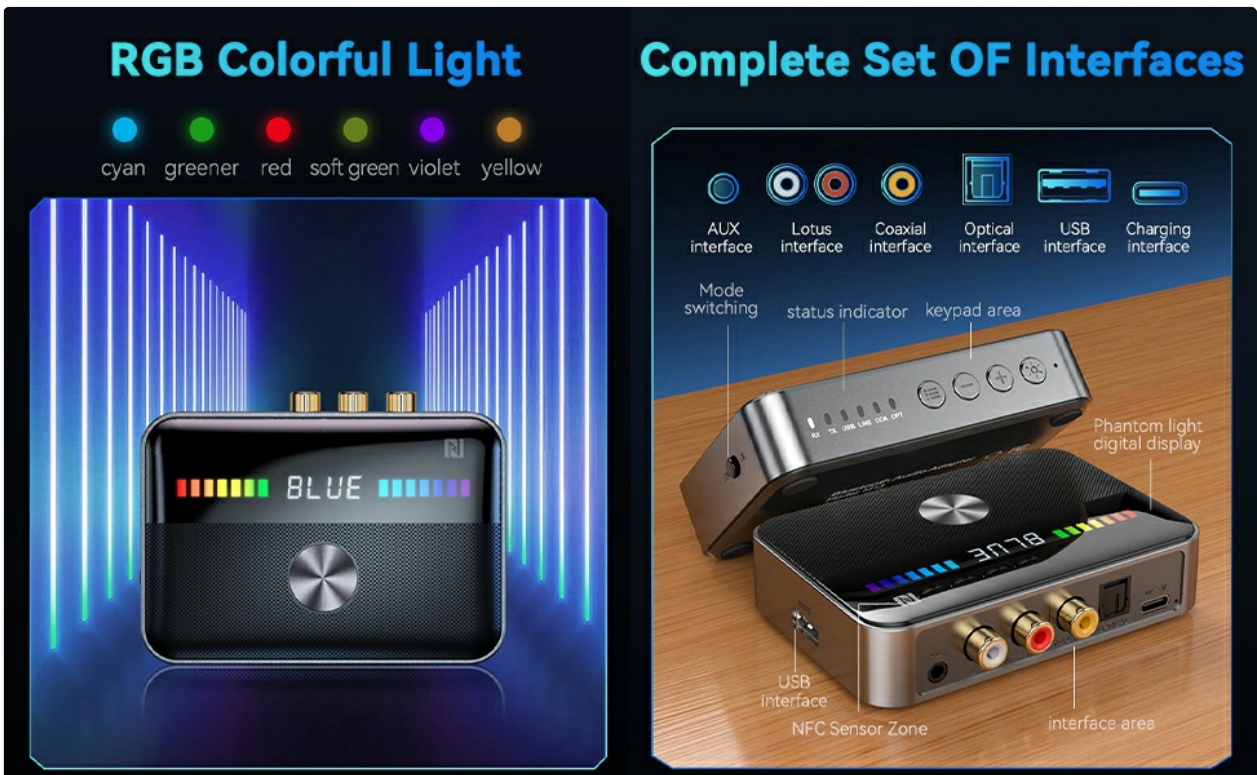 RGB Colorful Light
cyan greener red soft green violet yellow
BLUE
Complete Set OF Interfaces
AUX
interface
Lotus
interface
Coaxial
interface
Optical
interface
USB
interface
Charging
interface
Mode
switching
status indicator
keypad area
RX TX USB LINE COA OPT
Phantom light
digital display
BLUE
USB
interface
NFC Sensor Zone
interface area